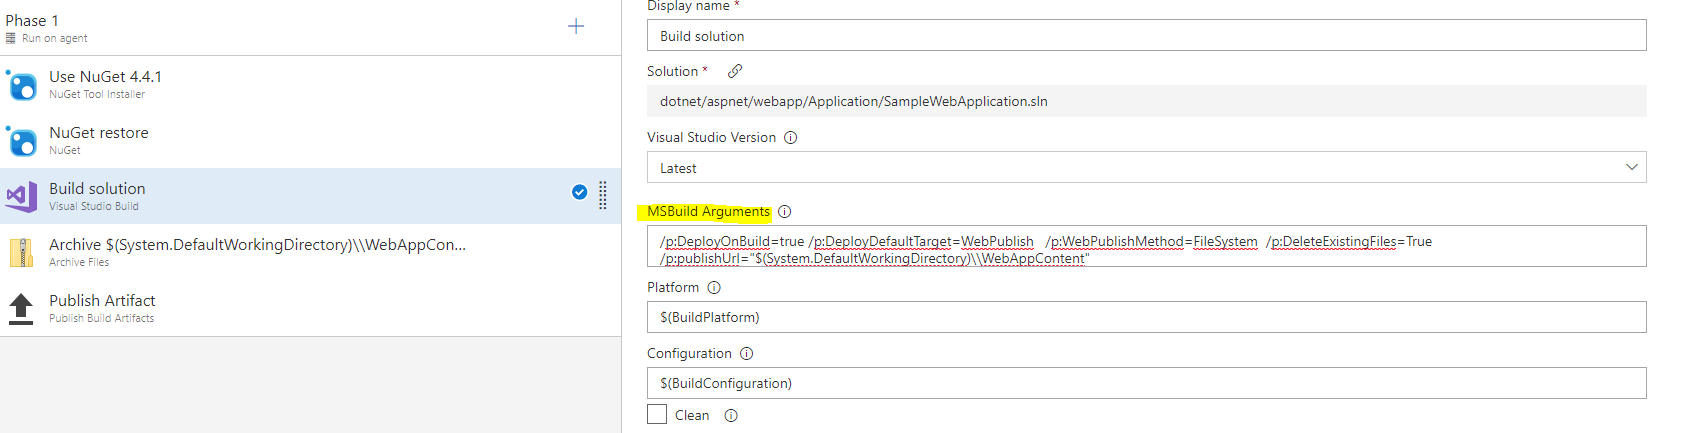 Phase 1
Run on agent
Use NuGet 4.4.1
NuGet Tool Installer
NuGet restore
NuGet
Build solution
Visual Studio Build
Archive $(System.DefaultWorkingDirectory)\\WebAppCon...
Archive Files
Publish Artifact
Publish Build Artifacts
Display name *
Build solution
Solution *
dotnet/aspnet/webapp/Application/SampleWebApplication.sln
Visual Studio Version
Latest
MSBuild Arguments
/p:DeployOnBuild=true /p:DeployDefaultTarget=WebPublish /p:WebPublishMethod=FileSystem /p:DeleteExistingFiles=True
/p:publishUrl="$(System.DefaultWorkingDirectory)\\WebAppContent"
Platform
$(BuildPlatform)
Configuration
$(BuildConfiguration)
Clean